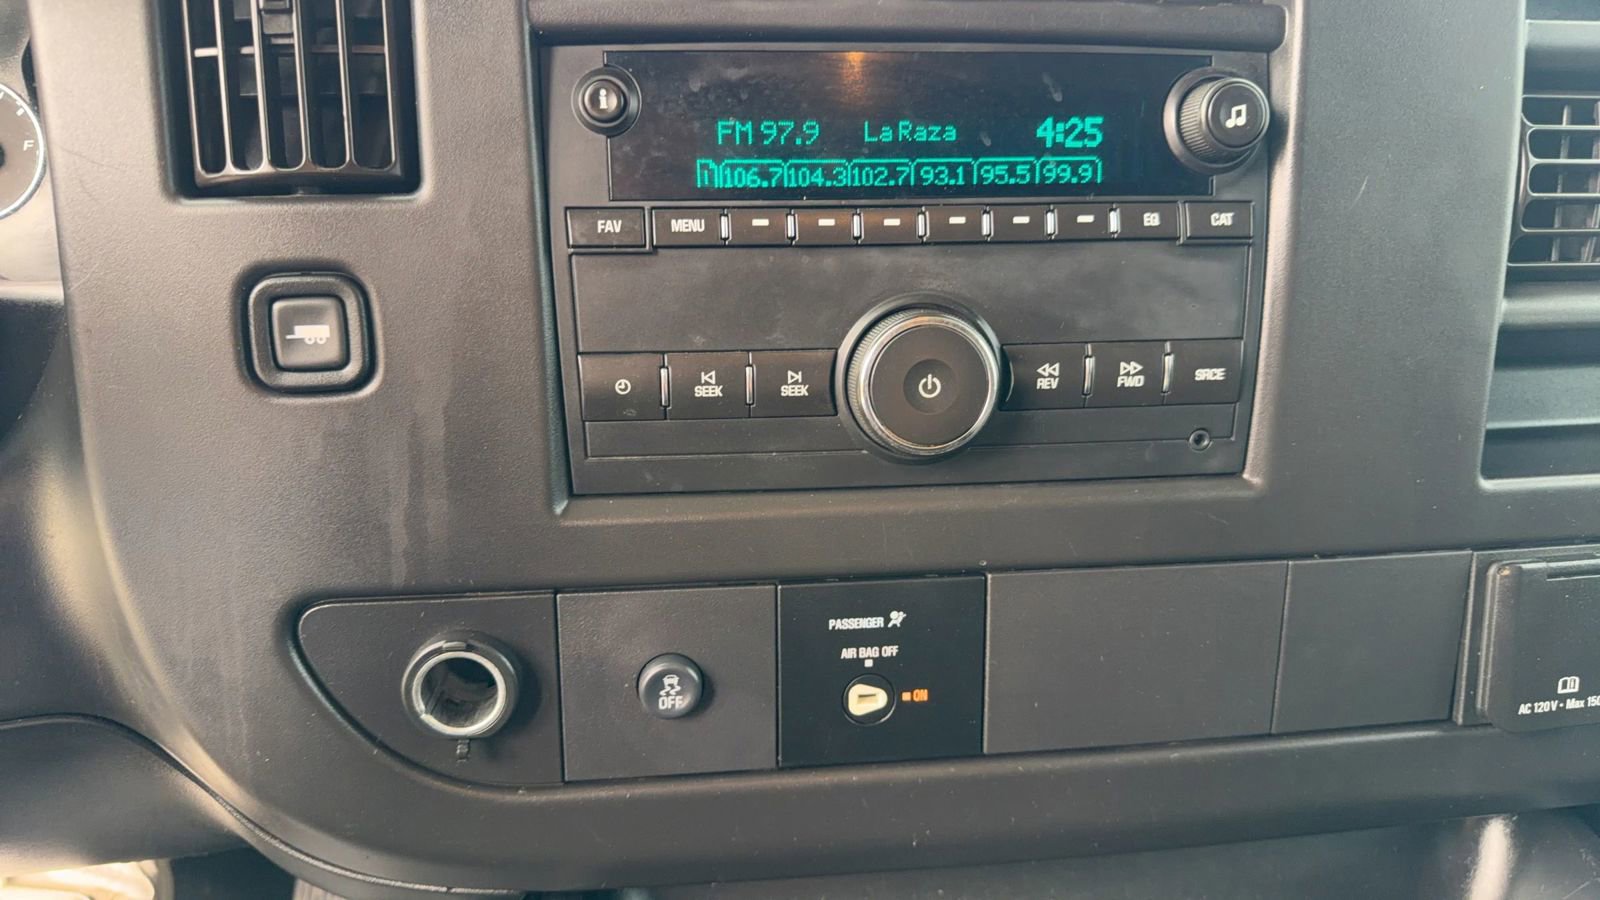 F
i
FM 97.9 La Raza 4:25
1 106.7 104.3 102.7 93.1 95.5 99.9
FAV MENU EQ CAT
SEEK SEEK REV FWD SRCE
PASSENGER
AIR BAG OFF
OFF
ON
AC 120V • Max 150